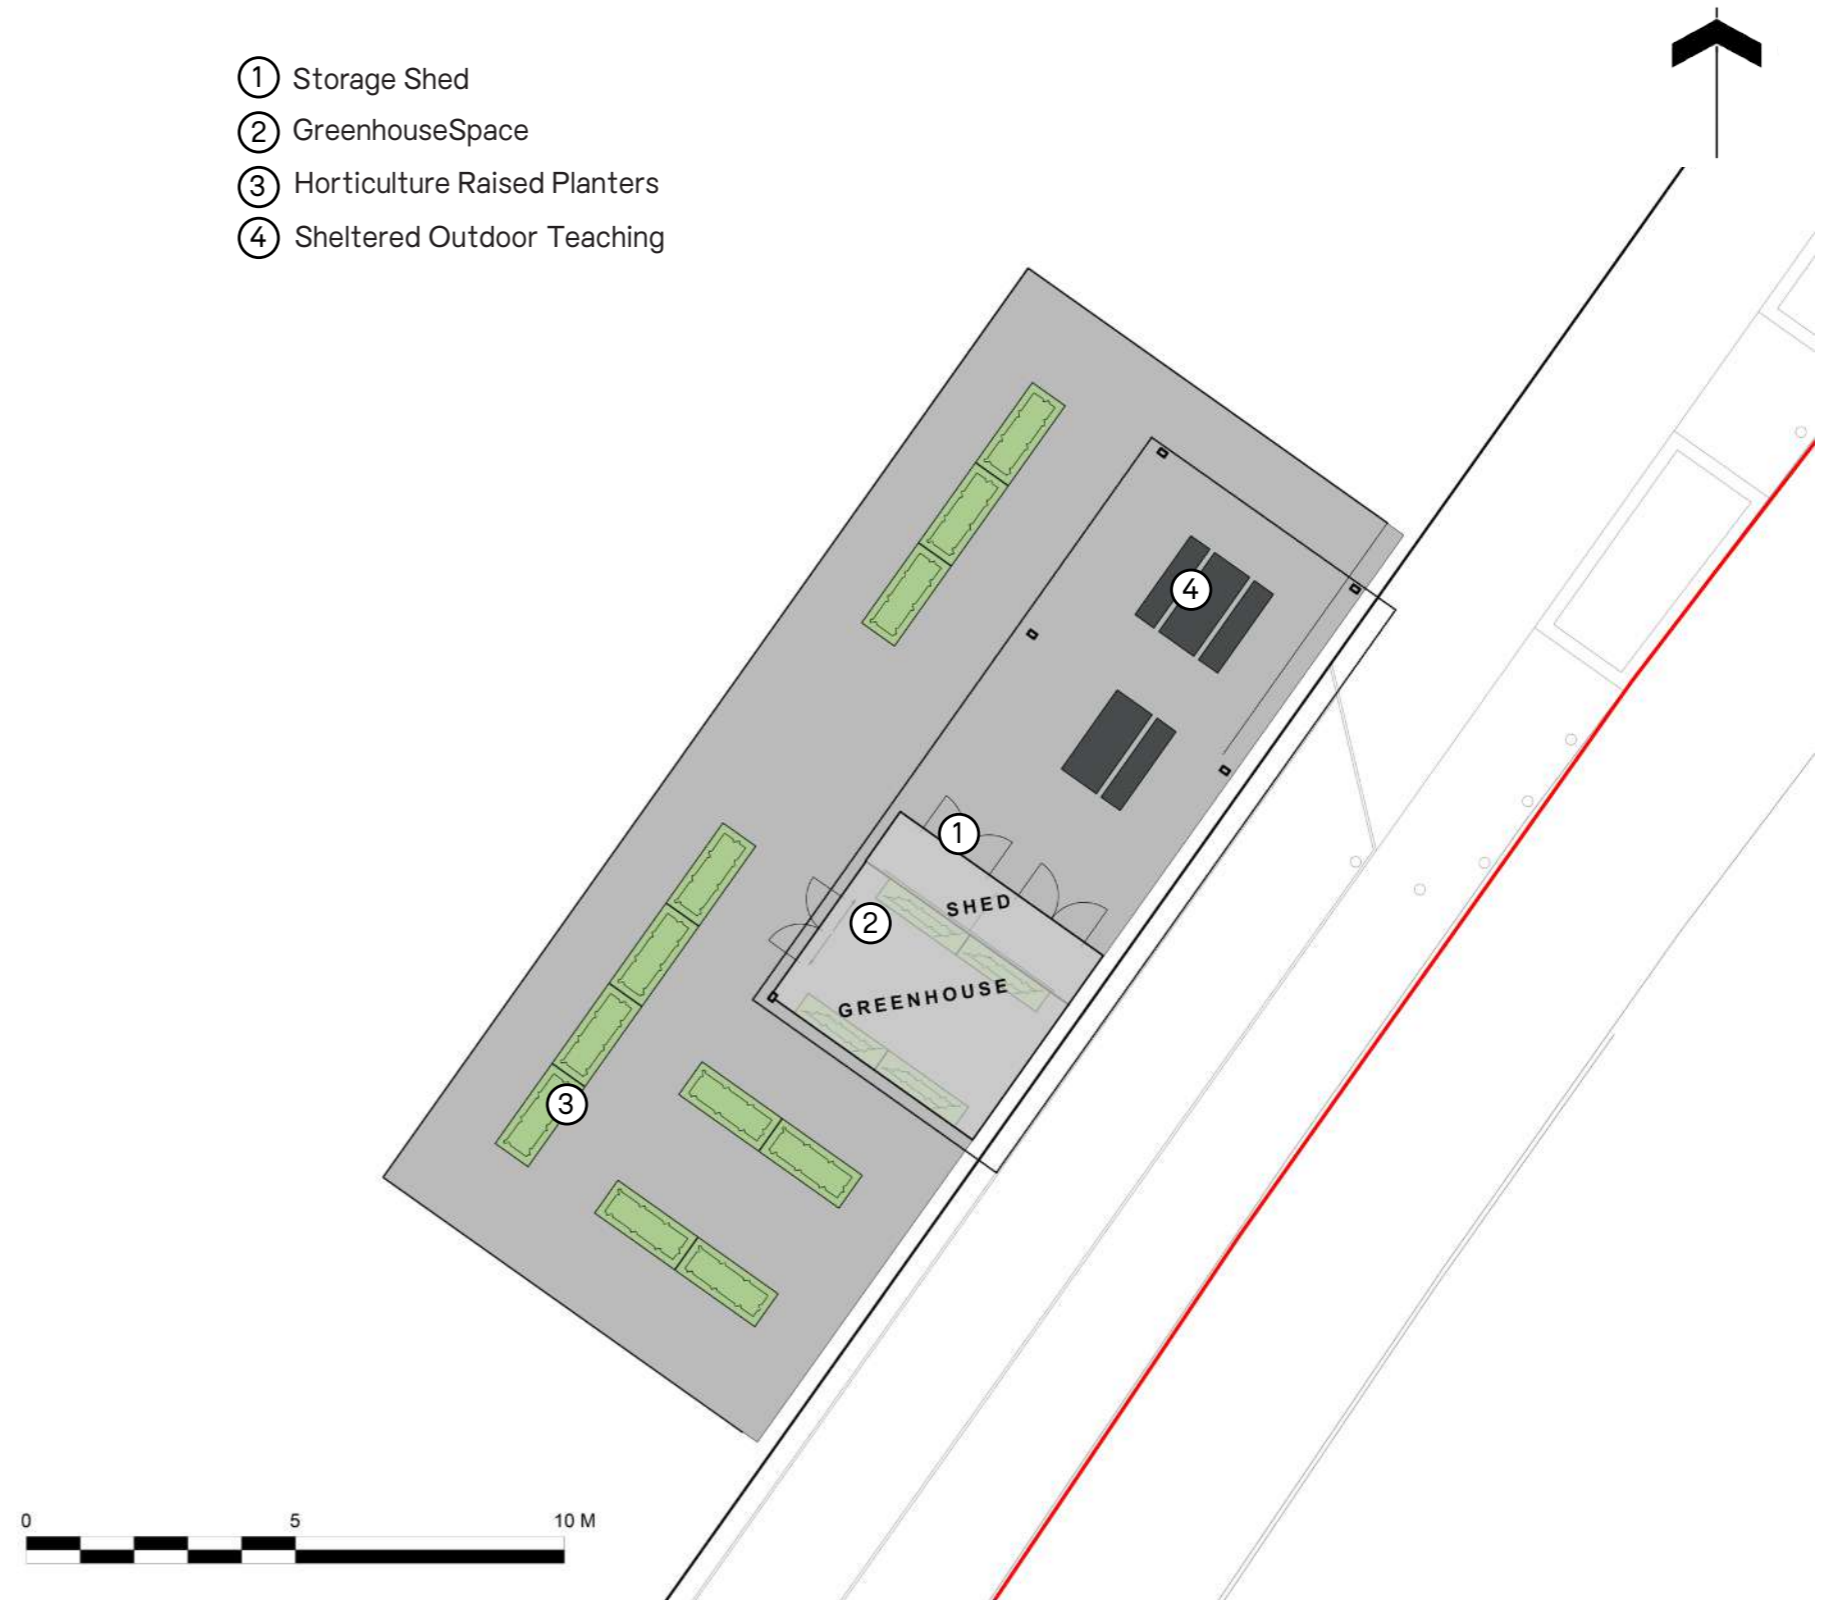 1 Storage Shed
2 GreenhouseSpace
3 Horticulture Raised Planters
4 Sheltered Outdoor Teaching
4
1
SHED
2
GREENHOUSE
3
0 5 10 M